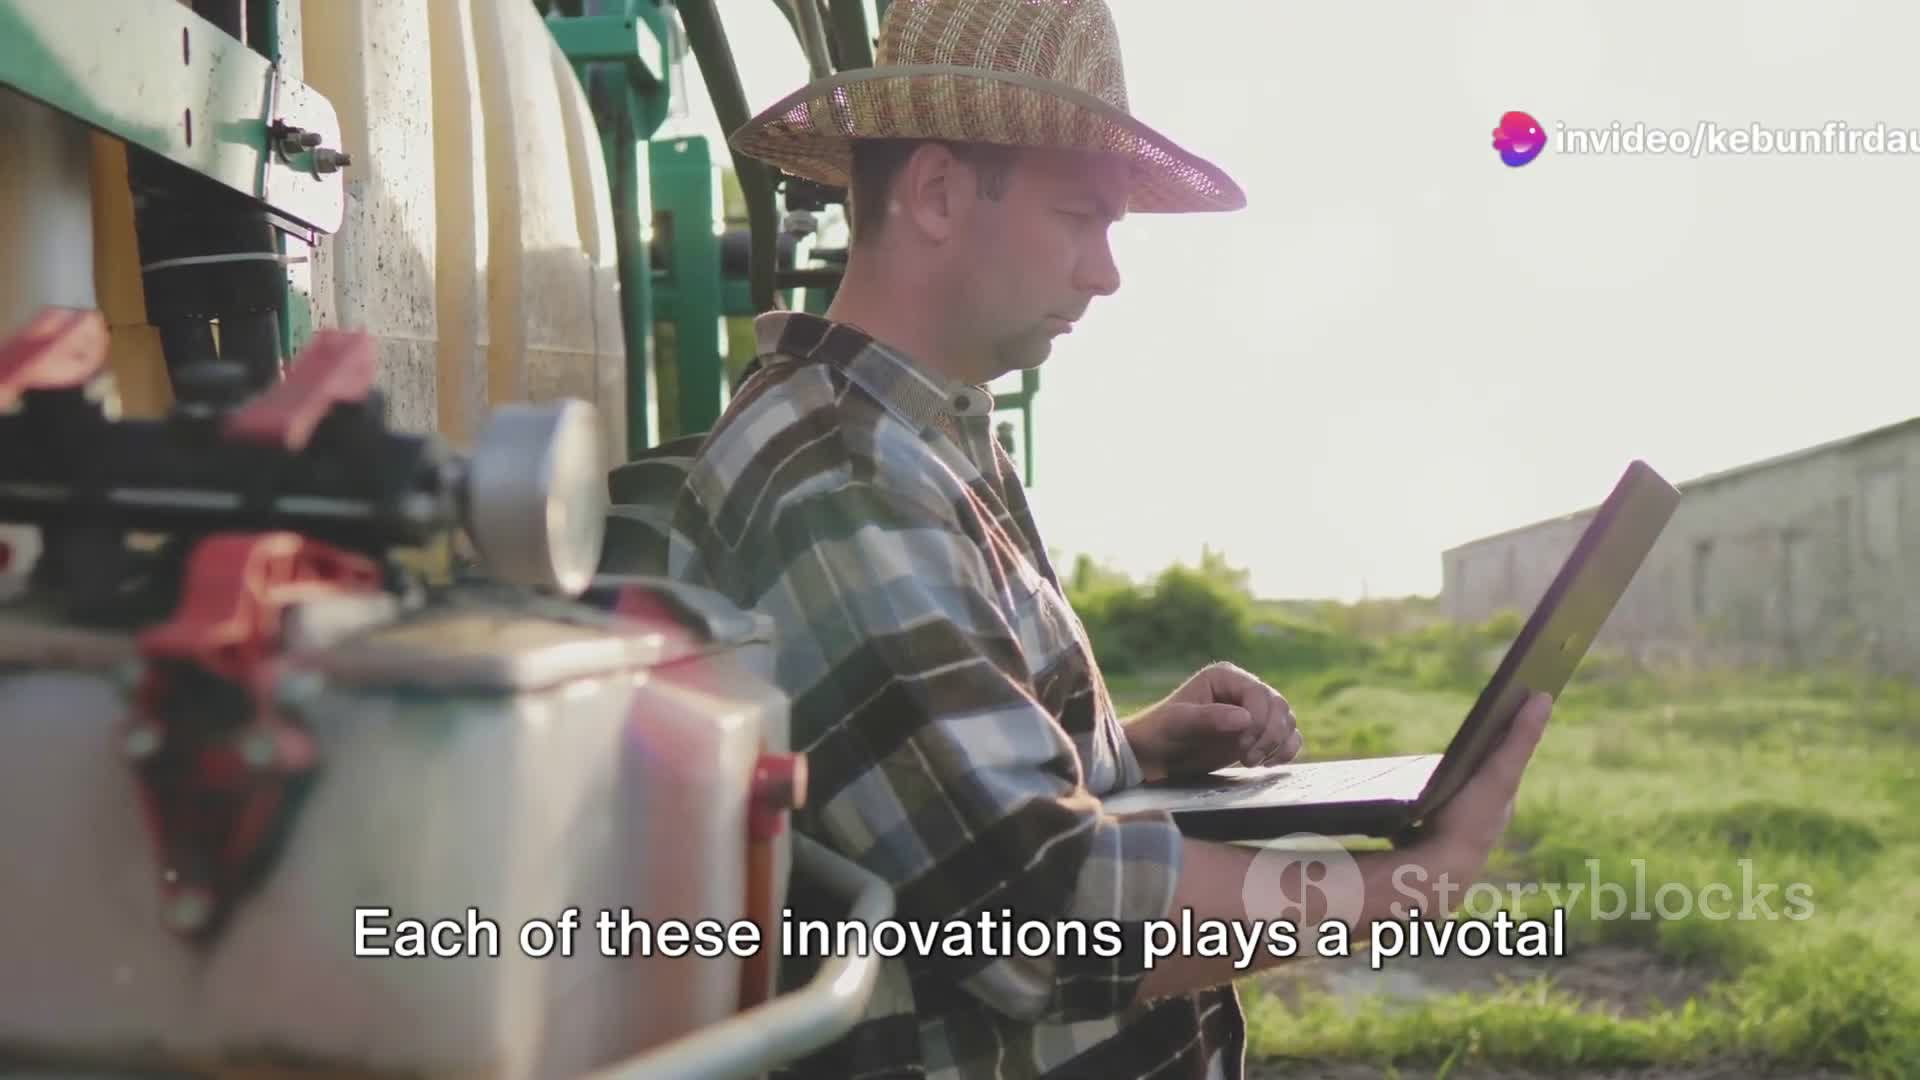 invideo/kebunfirdau
Storyblocks
Each of these innovations plays a pivotal